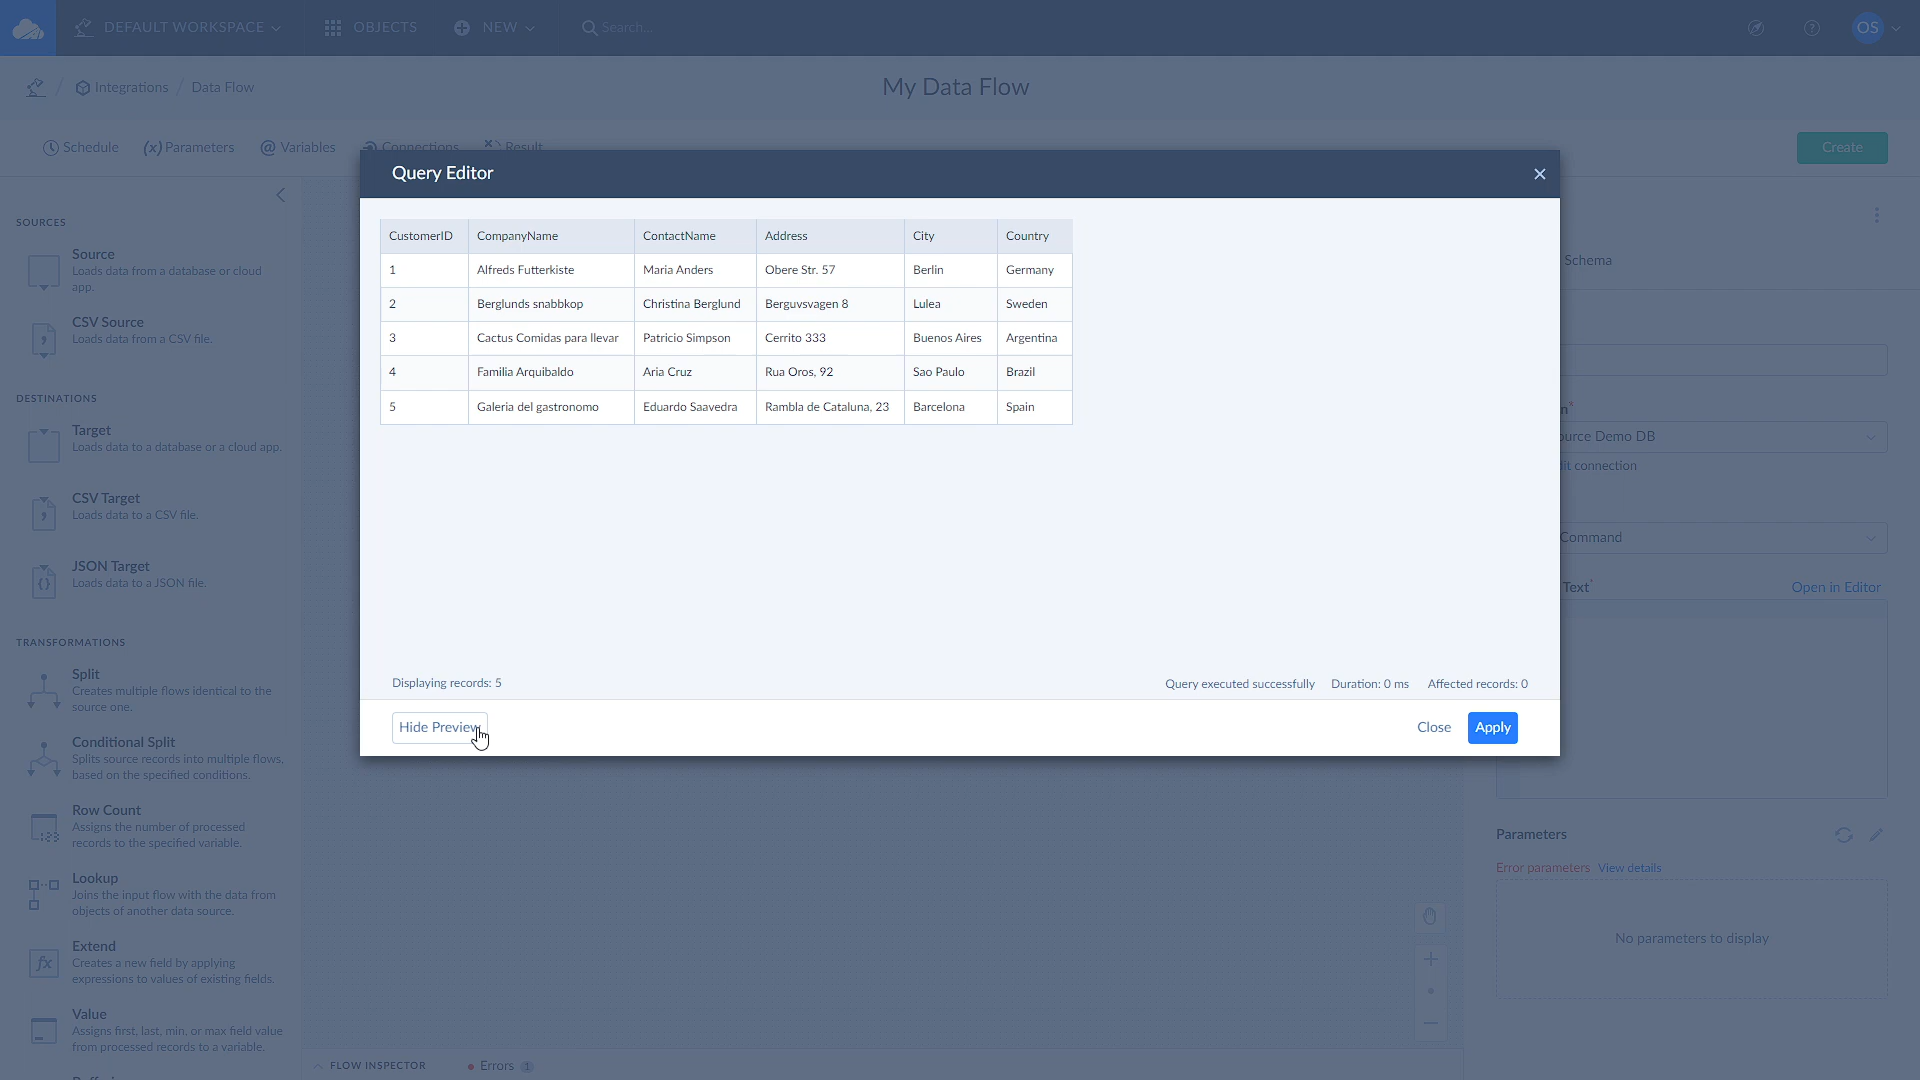 DEFAULT WORKSPACE
OBJECTS
NEW
Search...
OS
Integrations / Data Flow
My Data Flow
Schedule
(x) Parameters
@ Variables
Connections
Result
Create
Query Editor
CustomerID CompanyName ContactName Address City Country
1 Alfreds Futterkiste Maria Anders Obere Str. 57 Berlin Germany
2 Berglunds snabbkop Christina Berglund Berguvsvagen 8 Lulea Sweden
3 Cactus Comidas para llevar Patricio Simpson Cerrito 333 Buenos Aires Argentina
4 Familia Arquibaldo Aria Cruz Rua Oros, 92 Sao Paulo Brazil
5 Galeria del gastronomo Eduardo Saavedra Rambla de Cataluna, 23 Barcelona Spain
Displaying records: 5
Query executed successfully Duration: 0 ms Affected records: 0
Hide Preview
Close
Apply
SOURCES
Source
Loads data from a database or cloud
app.
CSV Source
Loads data from a CSV file.
DESTINATIONS
Target
Loads data to a database or a cloud app.
CSV Target
Loads data to a CSV file.
JSON Target
Loads data to a JSON file.
TRANSFORMATIONS
Split
Creates multiple flows identical to the
source one.
Conditional Split
Splits source records into multiple flows,
based on the specified conditions.
Row Count
Assigns the number of processed
records to the specified variable.
Lookup
Joins the input flow with the data from
objects of another data source.
Extend
Creates a new field by applying
expressions to values of existing fields.
Value
Assigns first, last, min, or max field value
from processed records to a variable.
Schema
n*
ource Demo DB
connection
Command
Text*
Open in Editor
Parameters
Error parameters View details
No parameters to display
FLOW INSPECTOR
Errors 1